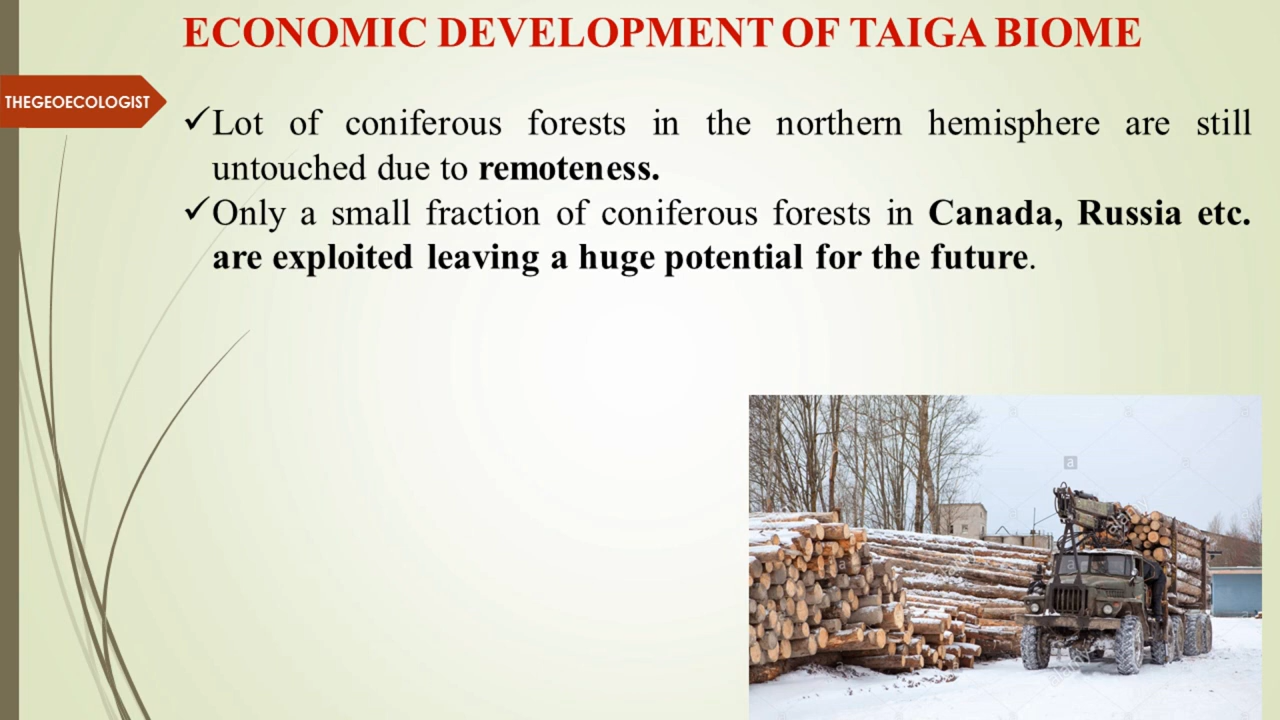 ECONOMIC DEVELOPMENT OF TAIGA BIOME
THEGEOECOLOGIST
✓Lot of coniferous forests in the northern hemisphere are still
untouched due to remoteness.
✓Only a small fraction of coniferous forests in Canada, Russia etc.
are exploited leaving a huge potential for the future.
a